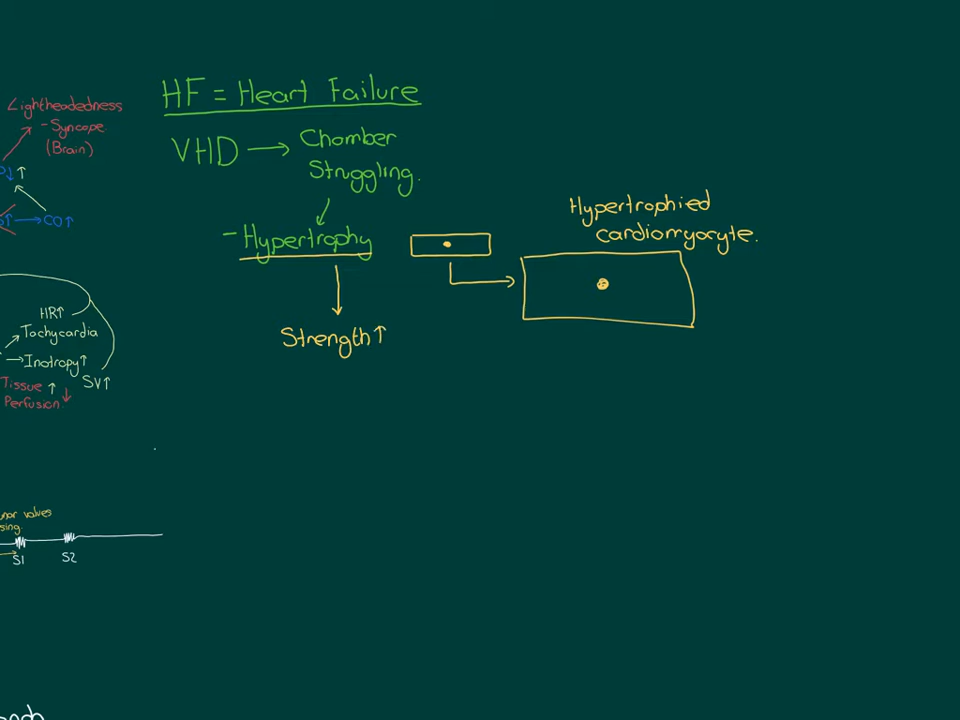 HF = Heart Failure
Lightheadedness
- Syncope
(Brain)
VHD → Chamber
Struggling.
↓ ↑
→ CO↑
- Hypertrophy
Hypertrophied
cardiomyocyte.
Strength↑
HR↑
Tachycardia
→ Inotropy↑
SV↑
Tissue ↑
Perfusion ↓
valves
S1
S2